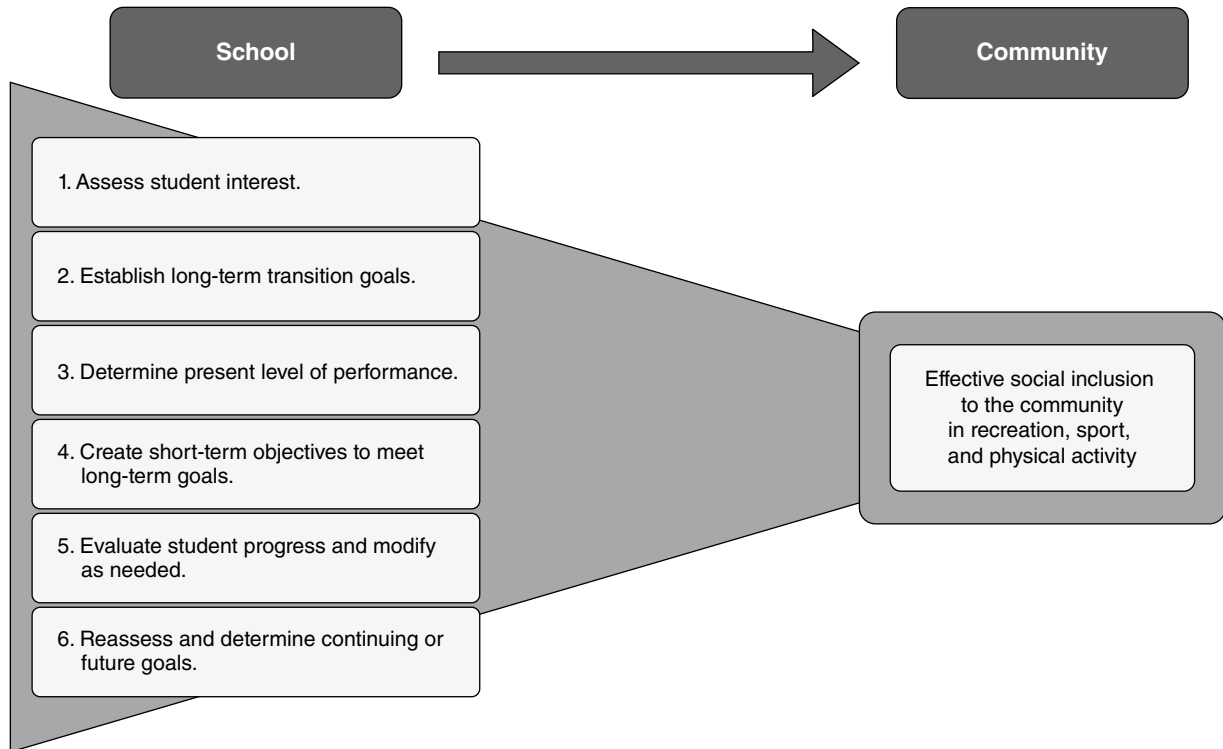 School
Community
1. Assess student interest.
2. Establish long-term transition goals.
3. Determine present level of performance.
4. Create short-term objectives to meet
long-term goals.
5. Evaluate student progress and modify
as needed.
6. Reassess and determine continuing or
future goals.
Effective social inclusion
to the community
in recreation, sport,
and physical activity